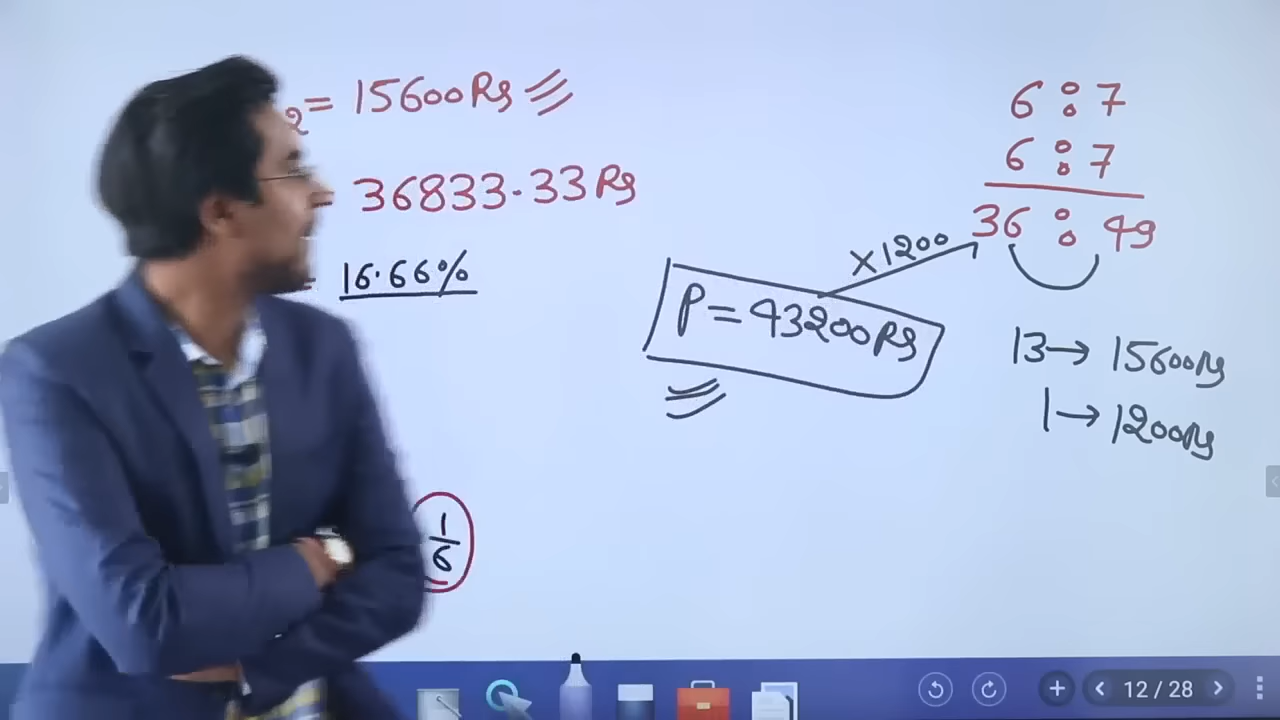 2 = 15600 Rs
= 36833.33 Rs
16.66%
1/6
6 : 7
6 : 7
36 : 49
×1200
P = 43200 Rs
13 → 15600 Rs
1 → 1200 Rs
12 / 28